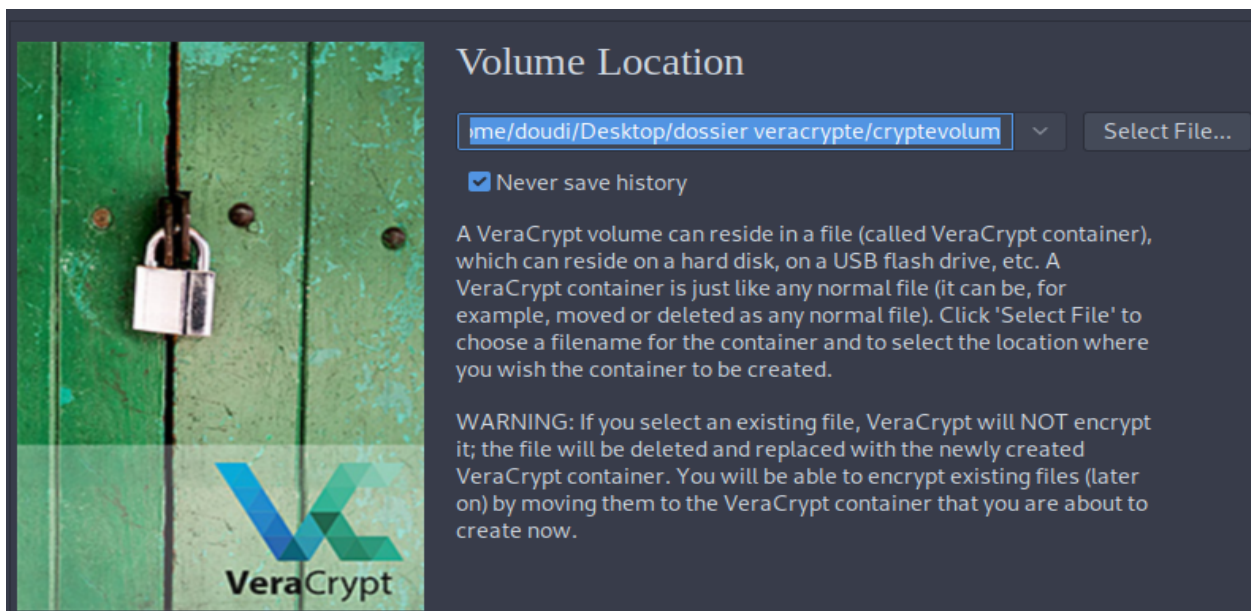 Volume Location
ome/doudi/Desktop/dossier veracrypte/cryptevolum
Select File...
Never save history
A VeraCrypt volume can reside in a file (called VeraCrypt container),
which can reside on a hard disk, on a USB flash drive, etc. A
VeraCrypt container is just like any normal file (it can be, for
example, moved or deleted as any normal file). Click 'Select File' to
choose a filename for the container and to select the location where
you wish the container to be created.
WARNING: If you select an existing file, VeraCrypt will NOT encrypt
it; the file will be deleted and replaced with the newly created
VeraCrypt container. You will be able to encrypt existing files (later
on) by moving them to the VeraCrypt container that you are about to
create now.
VeraCrypt